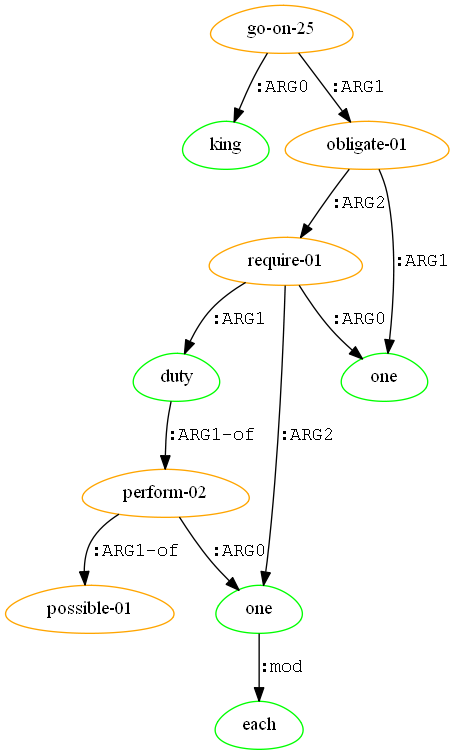 go-on-25
:ARG0 :ARG1
king obligate-01
:ARG2
require-01 :ARG1
:ARG1 :ARG0
duty one
:ARG1-of :ARG2
perform-02
:ARG1-of :ARG0
possible-01 one
:mod
each